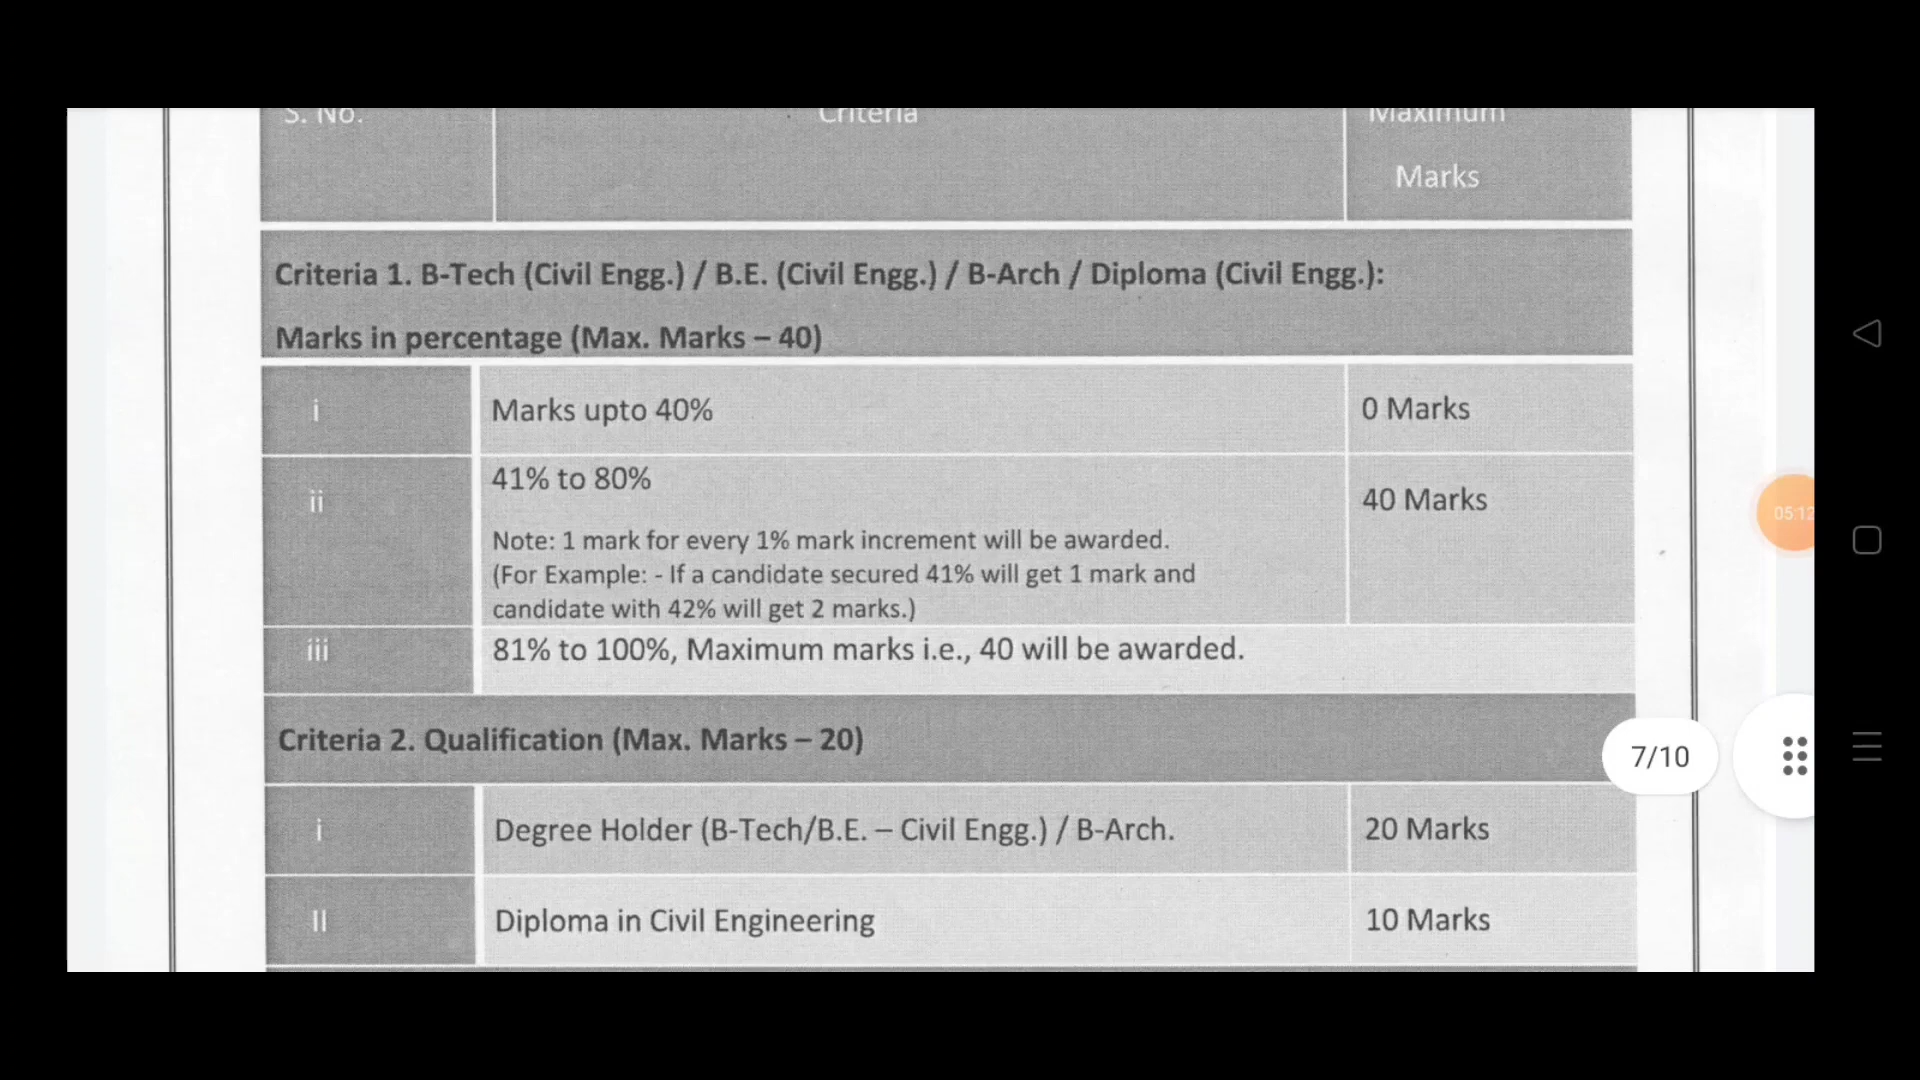 S. No. Criteria Maximum
Marks
Criteria 1. B-Tech (Civil Engg.) / B.E. (Civil Engg.) / B-Arch / Diploma (Civil Engg.):
Marks in percentage (Max. Marks – 40)
i Marks upto 40% 0 Marks
ii 41% to 80% 40 Marks
Note: 1 mark for every 1% mark increment will be awarded.
(For Example: - If a candidate secured 41% will get 1 mark and
candidate with 42% will get 2 marks.)
iii 81% to 100%, Maximum marks i.e., 40 will be awarded.
Criteria 2. Qualification (Max. Marks – 20)
i Degree Holder (B-Tech/B.E. – Civil Engg.) / B-Arch. 20 Marks
II Diploma in Civil Engineering 10 Marks
05:12
7/10